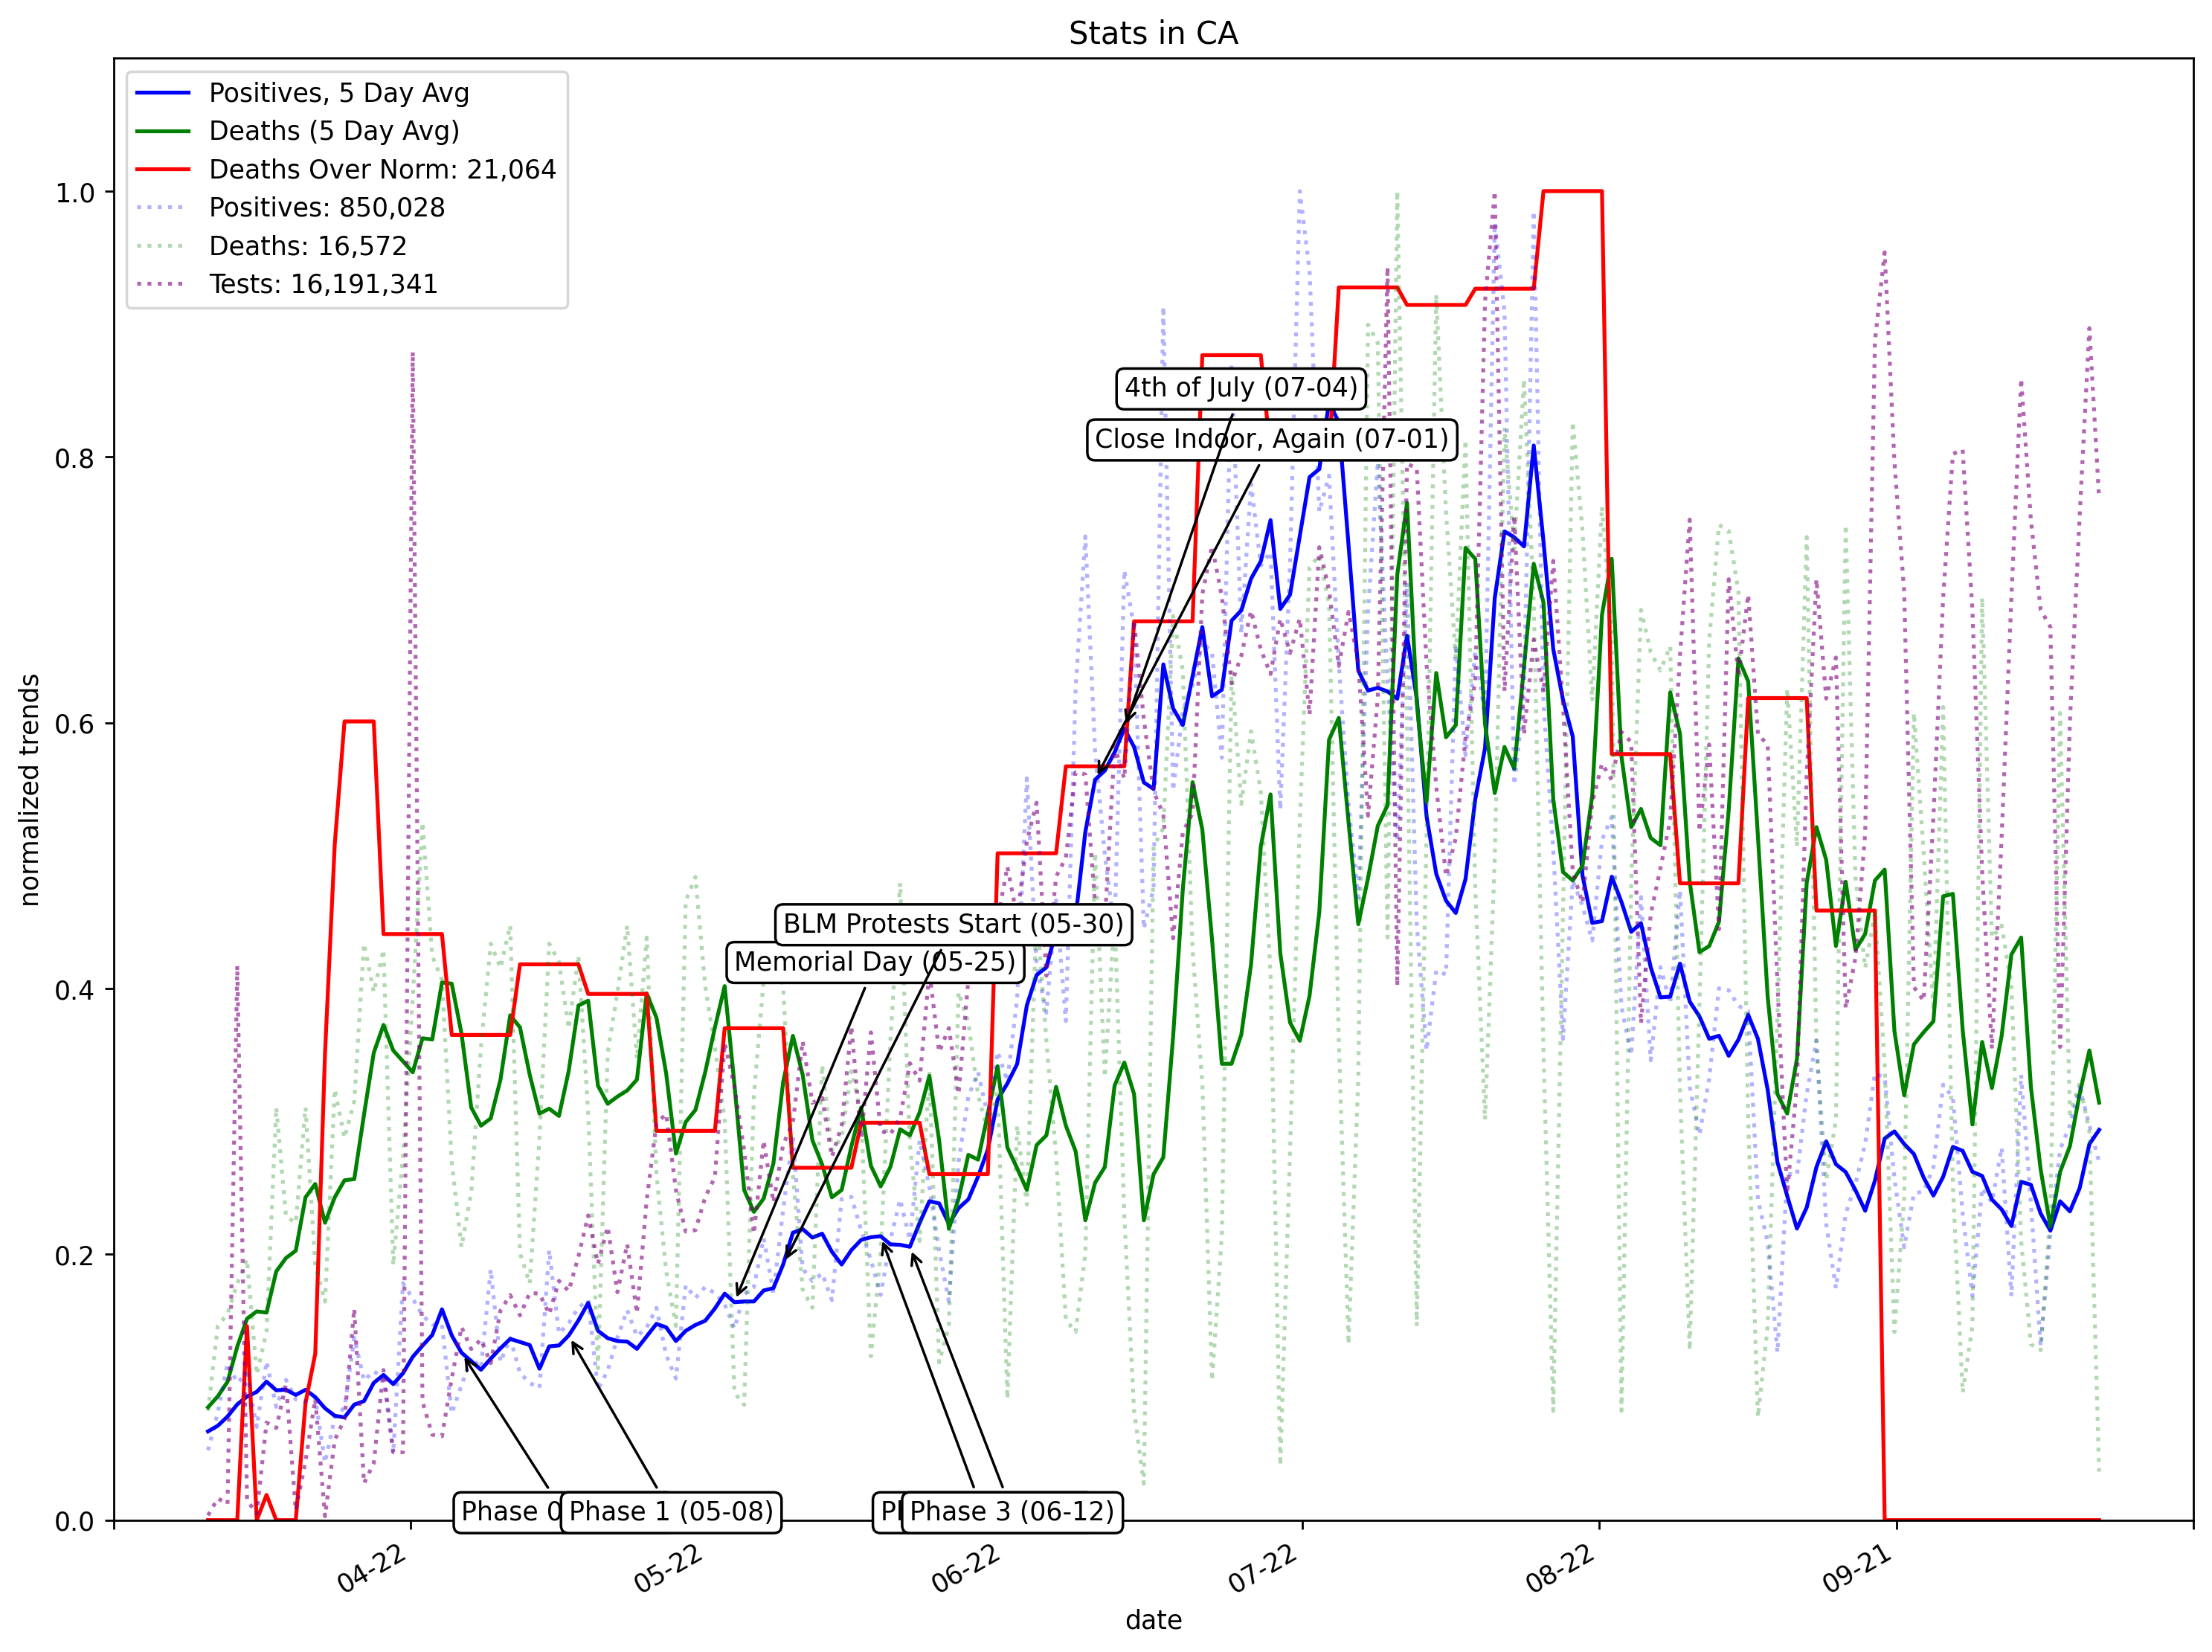 Stats in CA
Positives, 5 Day Avg
Deaths (5 Day Avg)
Deaths Over Norm: 21,064
Positives: 850,028
Deaths: 16,572
Tests: 16,191,341
1.0
0.8
0.6
0.4
0.2
0.0
normalized trends
4th of July (07-04)
Close Indoor, Again (07-01)
BLM Protests Start (05-30)
Memorial Day (05-25)
Phase 0
Phase 1 (05-08)
Phase 3 (06-12)
04-22
05-22
06-22
07-22
08-22
09-21
date